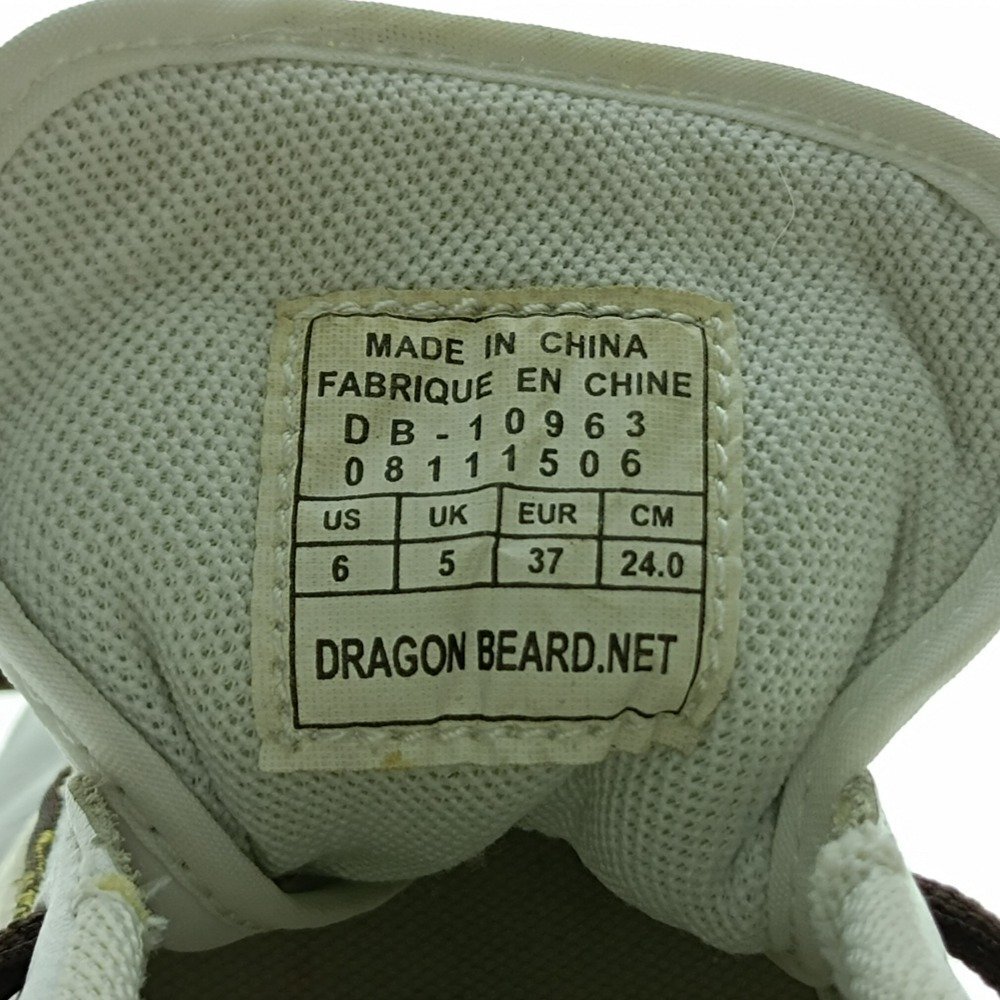 MADE IN CHINA
FABRIQUE EN CHINE
DB-10963
08111506
US UK EUR CM
6 5 37 24.0
DRAGON BEARD.NET